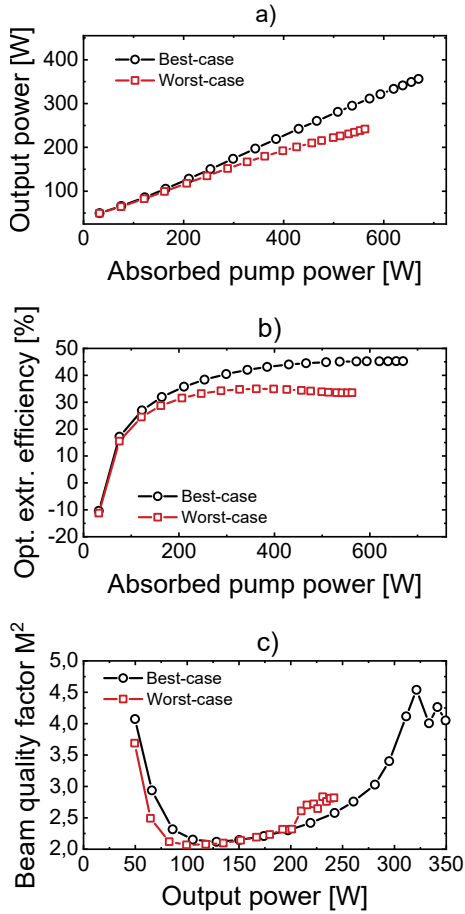 a)
Output power [W]
400
300
200
100
Best-case
Worst-case
0 200 400 600
Absorbed pump power [W]
b)
Opt. extr. efficiency [%]
50
40
30
20
10
0
-10
-20
Best-case
Worst-case
0 200 400 600
Absorbed pump power [W]
c)
Beam quality factor M²
5,0
4,5
4,0
3,5
3,0
2,5
2,0
Best-case
Worst-case
0 50 100 150 200 250 300 350
Output power [W]